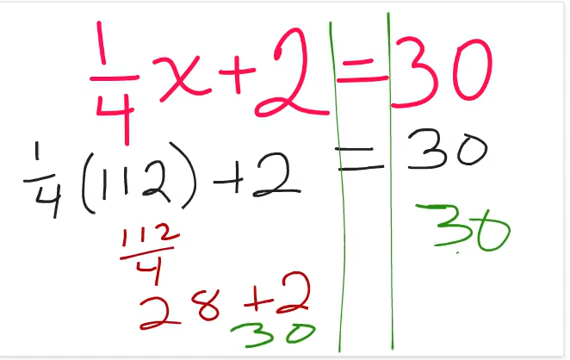 1/4 x + 2 = 30
1/4 (112) + 2 = 30
112/4 30
28 + 2
30